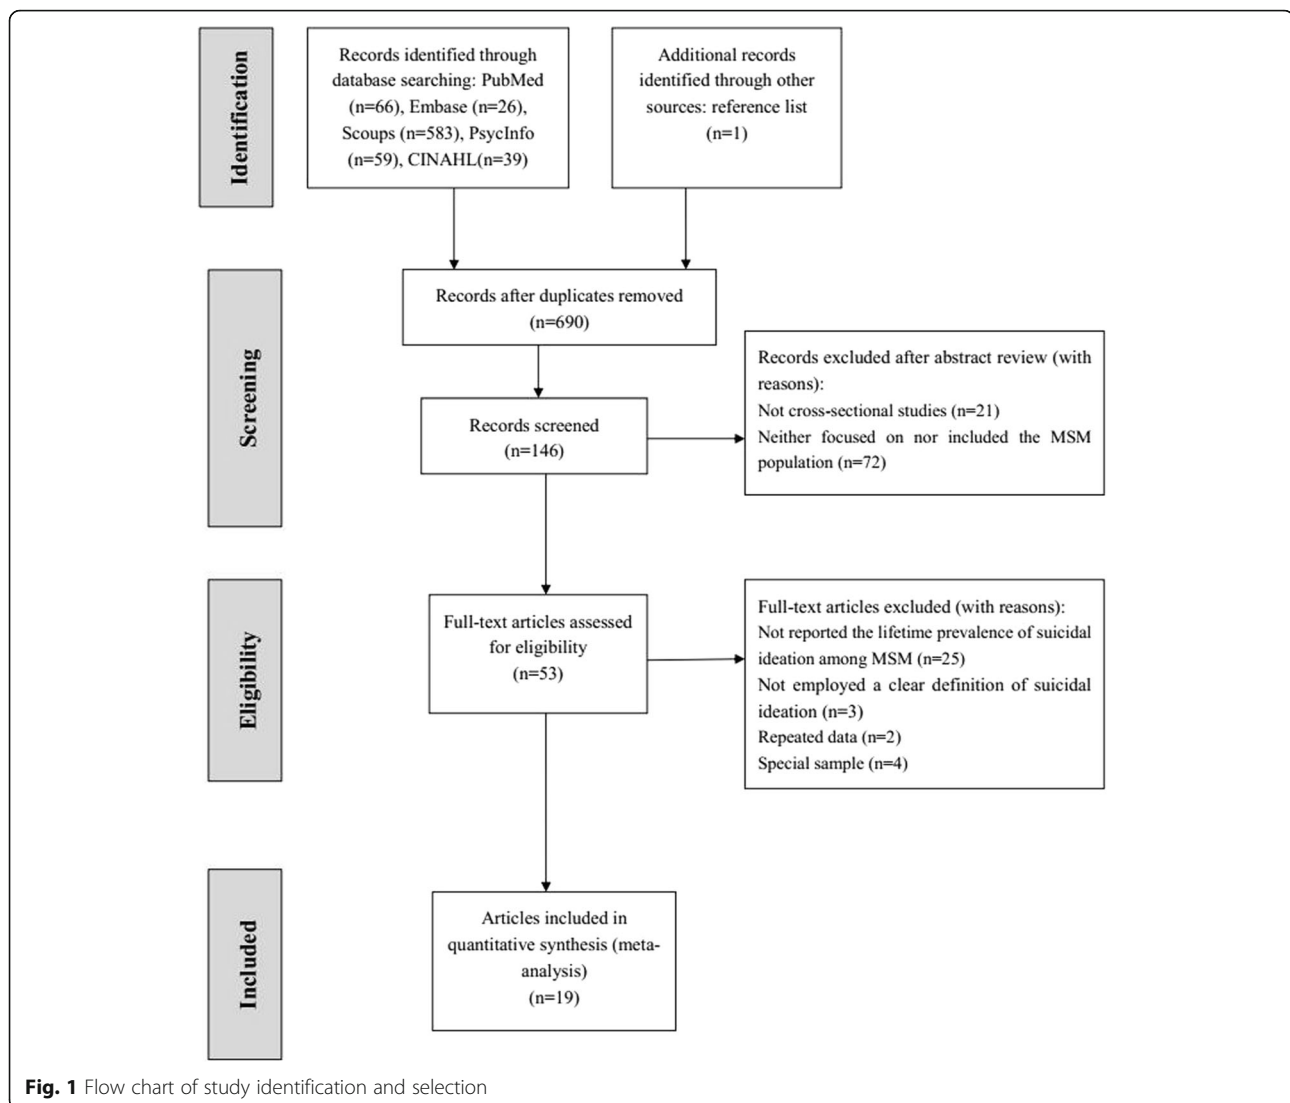 Identification
Records identified through
database searching: PubMed
(n=66), Embase (n=26),
Scoups (n=583), PsycInfo
(n=59), CINAHL(n=39)
Additional records
identified through other
sources: reference list
(n=1)
Screening
Records after duplicates removed
(n=690)
Records screened
(n=146)
Records excluded after abstract review (with
reasons):
Not cross-sectional studies (n=21)
Neither focused on nor included the MSM
population (n=72)
Eligibility
Full-text articles assessed
for eligibility
(n=53)
Full-text articles excluded (with reasons):
Not reported the lifetime prevalence of suicidal
ideation among MSM (n=25)
Not employed a clear definition of suicidal
ideation (n=3)
Repeated data (n=2)
Special sample (n=4)
Included
Articles included in
quantitative synthesis (meta-
analysis)
(n=19)
Fig. 1 Flow chart of study identification and selection